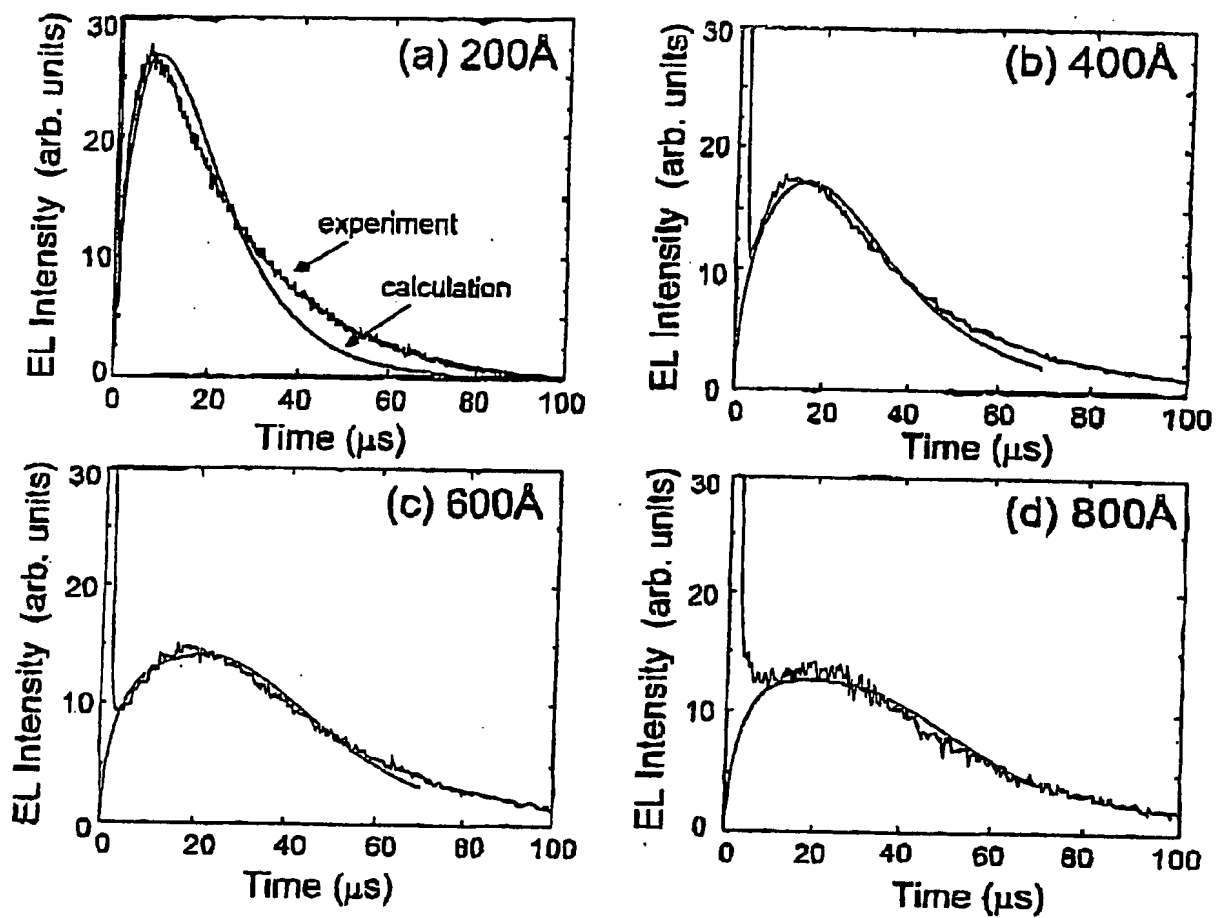 (a) 200Å
EL Intensity (arb. units)
30
20
10
0
experiment
calculation
0 20 40 60 80 100
Time (μs)
(b) 400Å
EL Intensity (arb. units)
30
20
10
0
0 20 40 60 80 100
Time (μs)
(c) 600Å
EL Intensity (arb. units)
30
20
10
0
0 20 40 60 80 100
Time (μs)
(d) 800Å
EL Intensity (arb. units)
30
20
10
0
0 20 40 60 80 100
Time (μs)